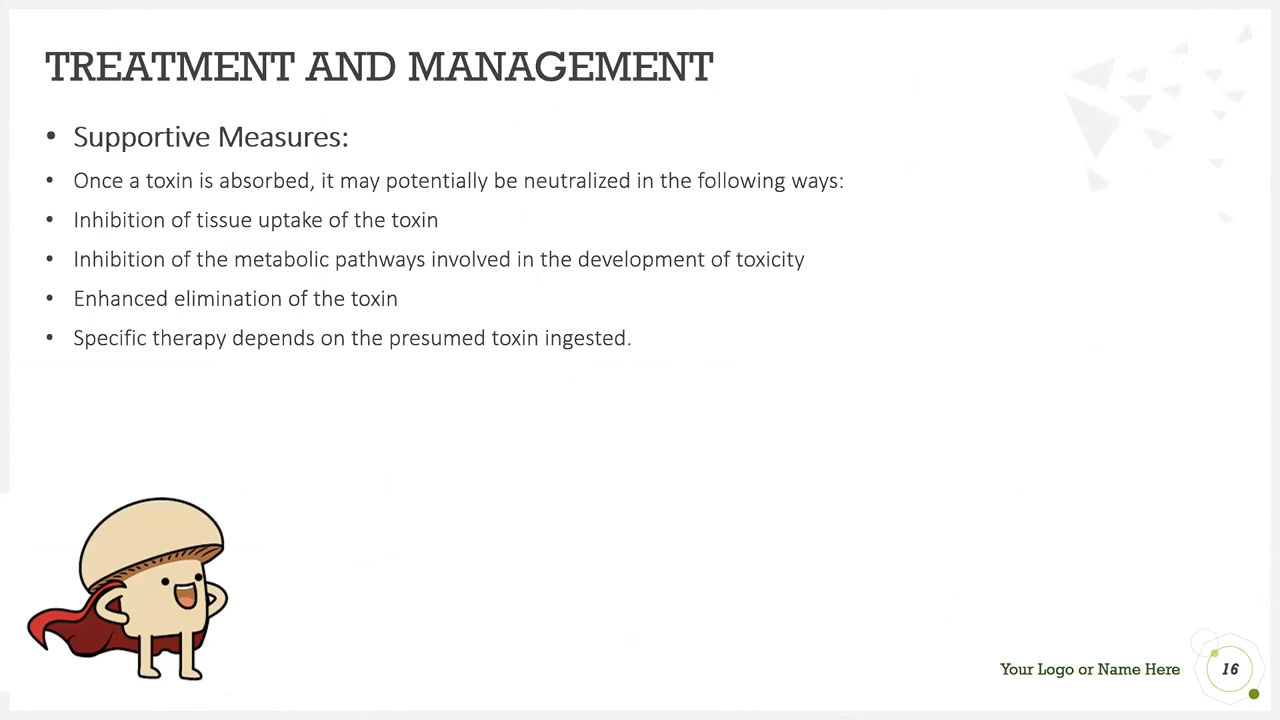 TREATMENT AND MANAGEMENT
• Supportive Measures:
• Once a toxin is absorbed, it may potentially be neutralized in the following ways:
• Inhibition of tissue uptake of the toxin
• Inhibition of the metabolic pathways involved in the development of toxicity
• Enhanced elimination of the toxin
• Specific therapy depends on the presumed toxin ingested.
Your Logo or Name Here
16